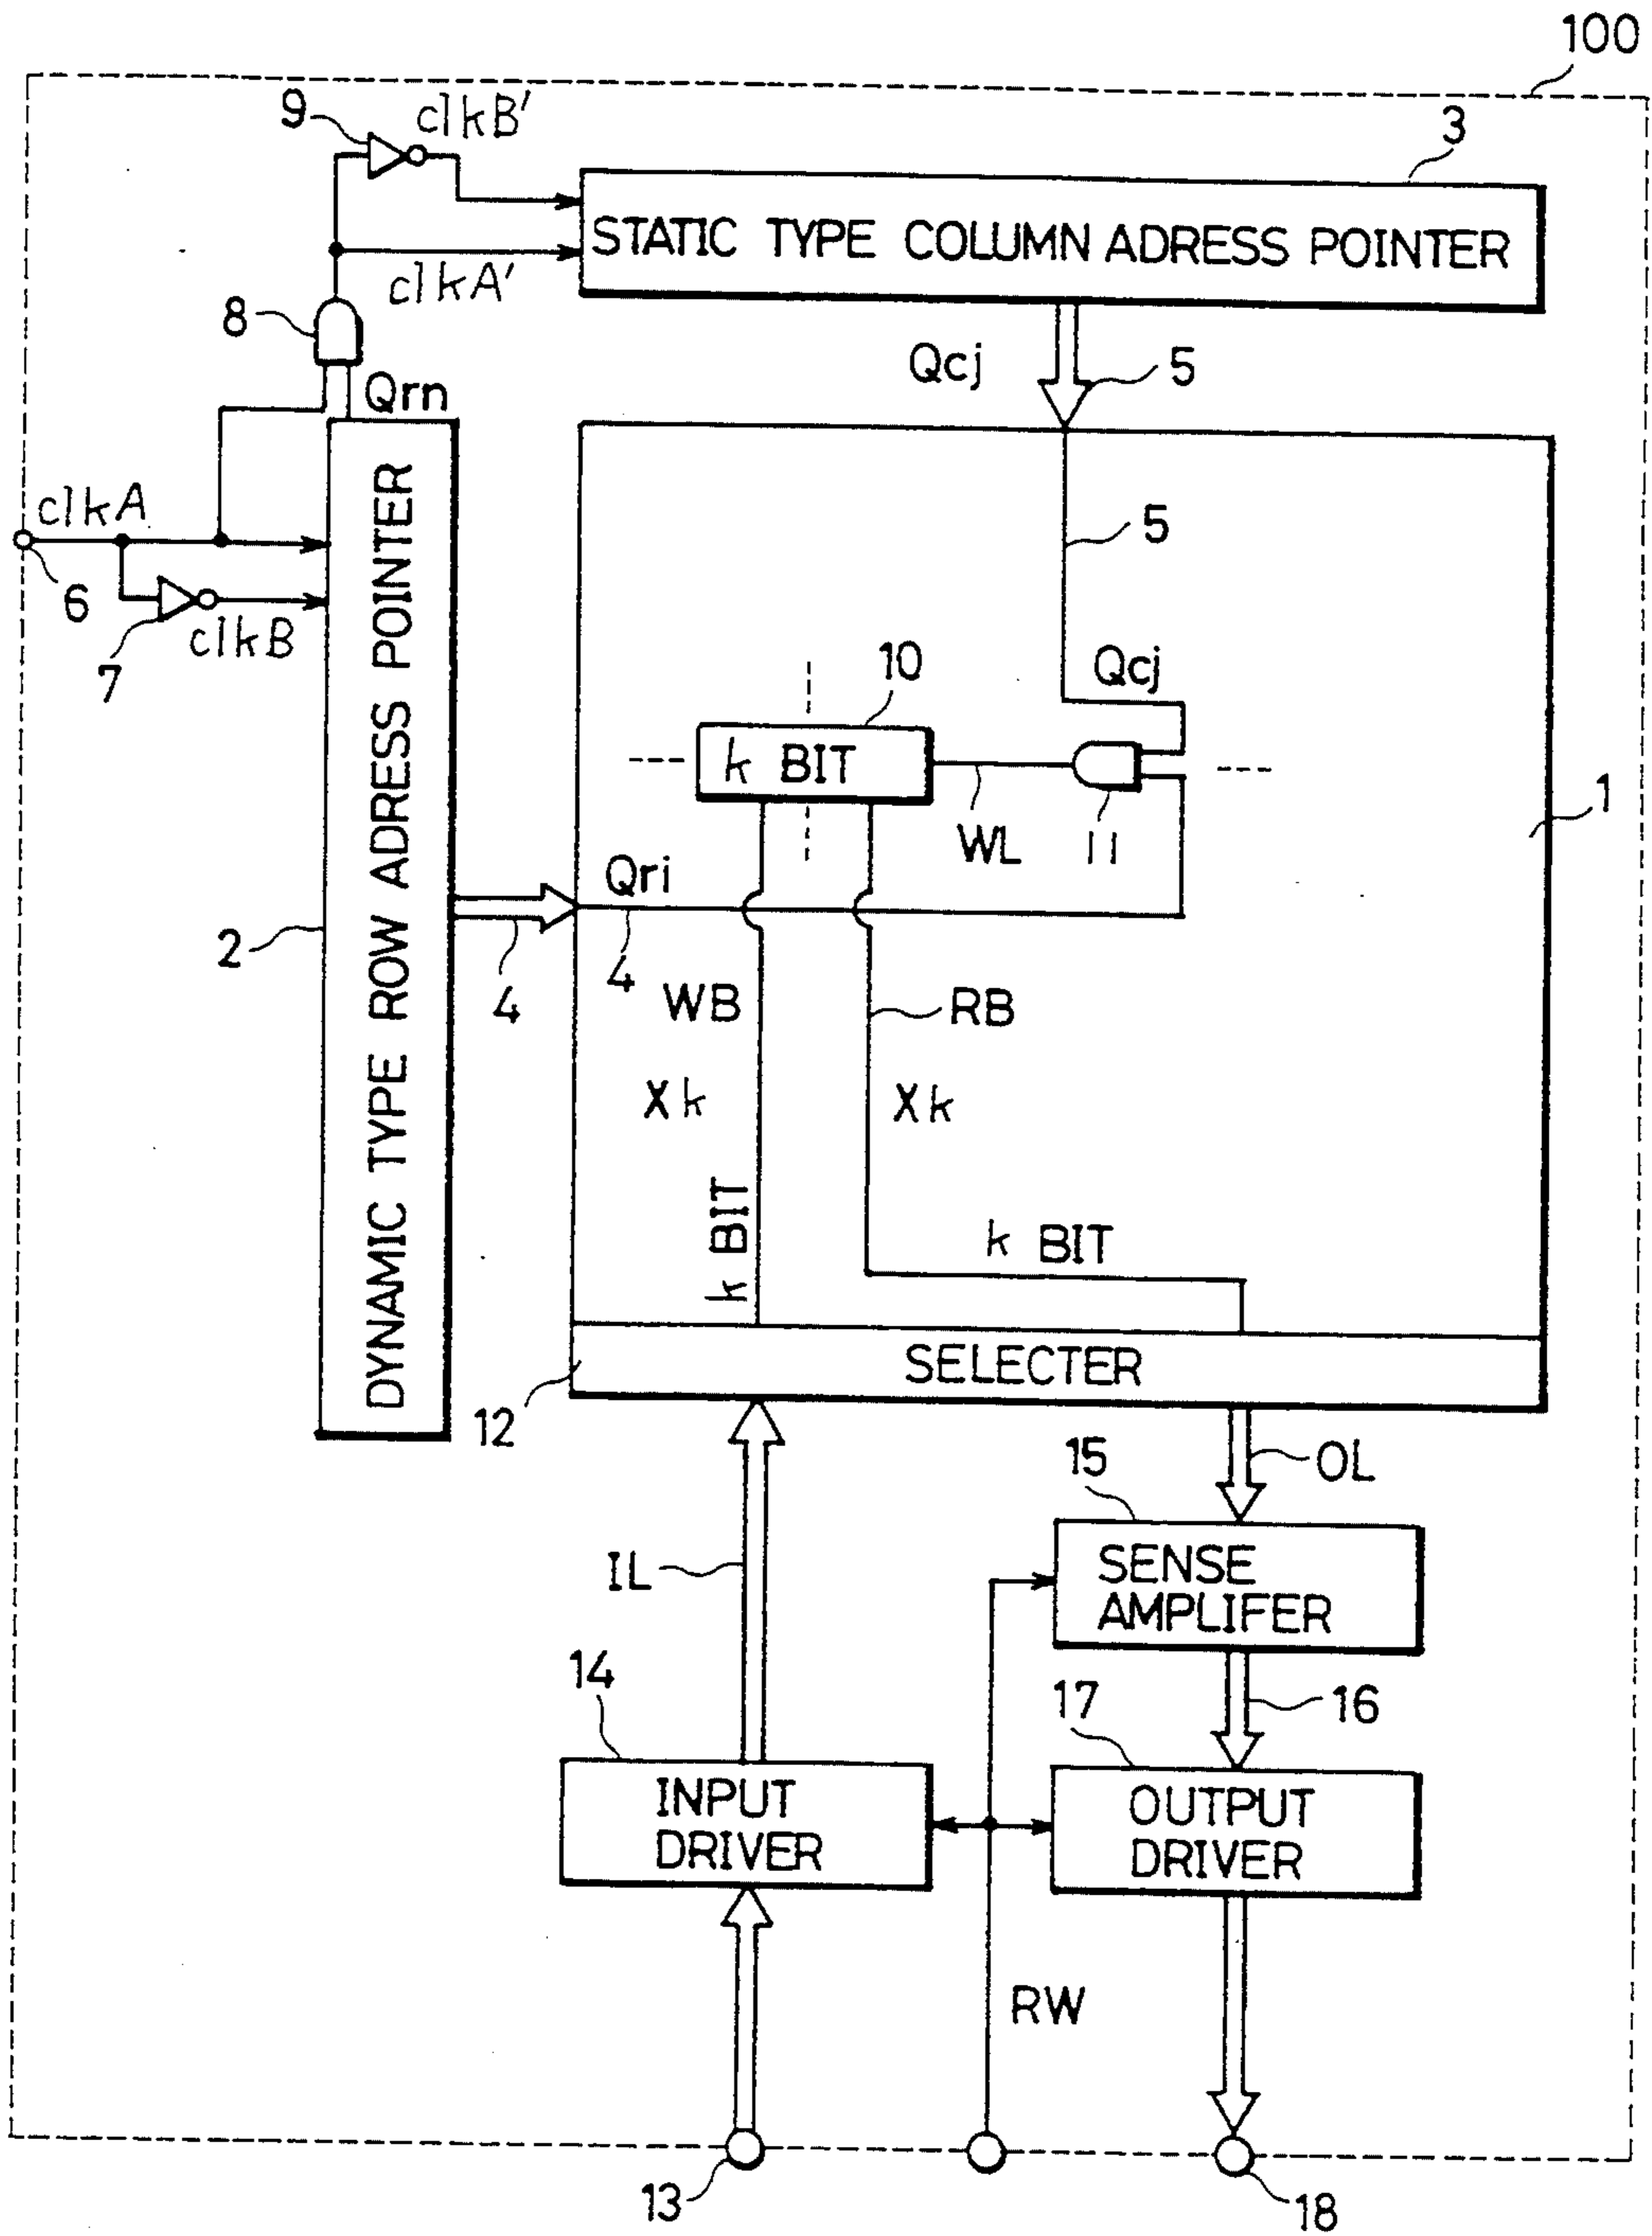 100
9
clkB'
3
STATIC TYPE COLUMN ADRESS POINTER
clkA'
8
Qcj
5
Qrn
clkA
6
7
clkB
DYNAMIC TYPE ROW ADRESS POINTER
5
Qcj
10
k BIT
WL
11
1
Qri
4
4
2
WB
RB
Xk
Xk
k BIT
k BIT
SELECTER
12
OL
15
SENSE
AMPLIFER
IL
14
16
17
INPUT
DRIVER
OUTPUT
DRIVER
RW
13
18